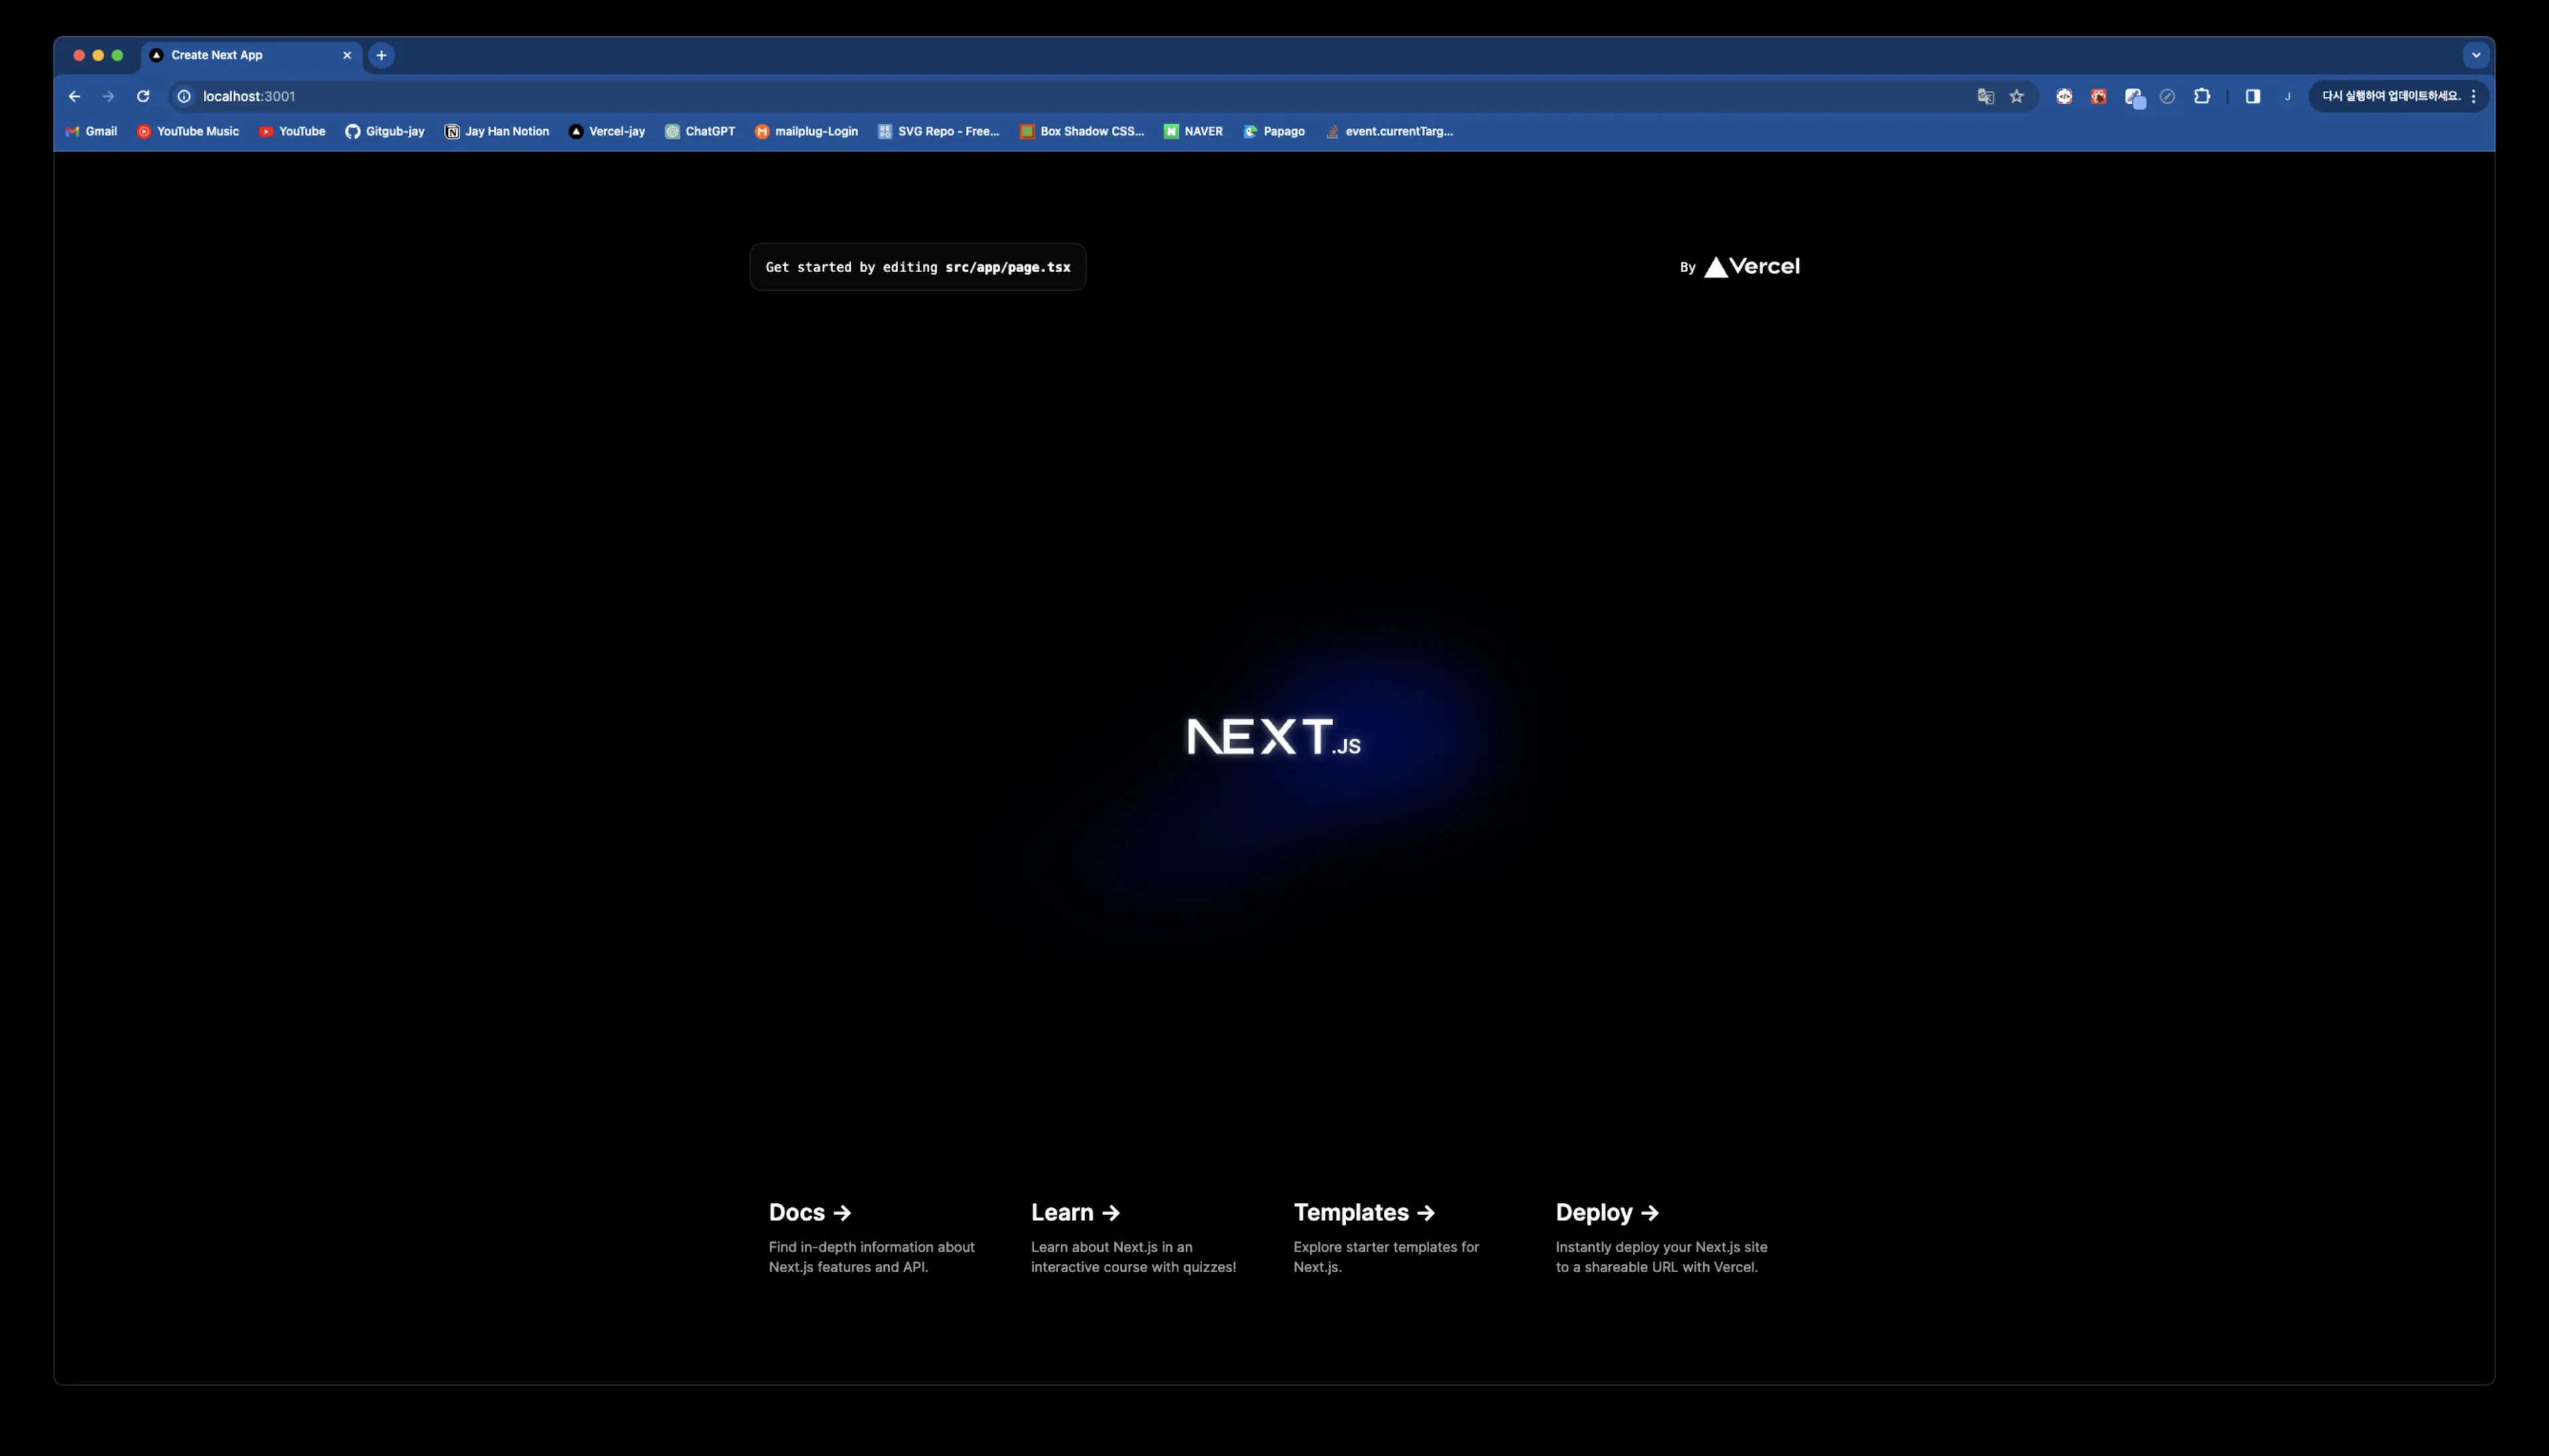 Create Next App
localhost:3001
J
다시 실행하여 업데이트하세요.
Gmail
YouTube Music
YouTube
Gitgub-jay
Jay Han Notion
Vercel-jay
ChatGPT
mailplug-Login
SVG Repo - Free...
Box Shadow CSS...
NAVER
Papago
event.currentTarg...
Get started by editing src/app/page.tsx
By Vercel
NEXT.JS
Docs →
Find in-depth information about
Next.js features and API.
Learn →
Learn about Next.js in an
interactive course with quizzes!
Templates →
Explore starter templates for
Next.js.
Deploy →
Instantly deploy your Next.js site
to a shareable URL with Vercel.